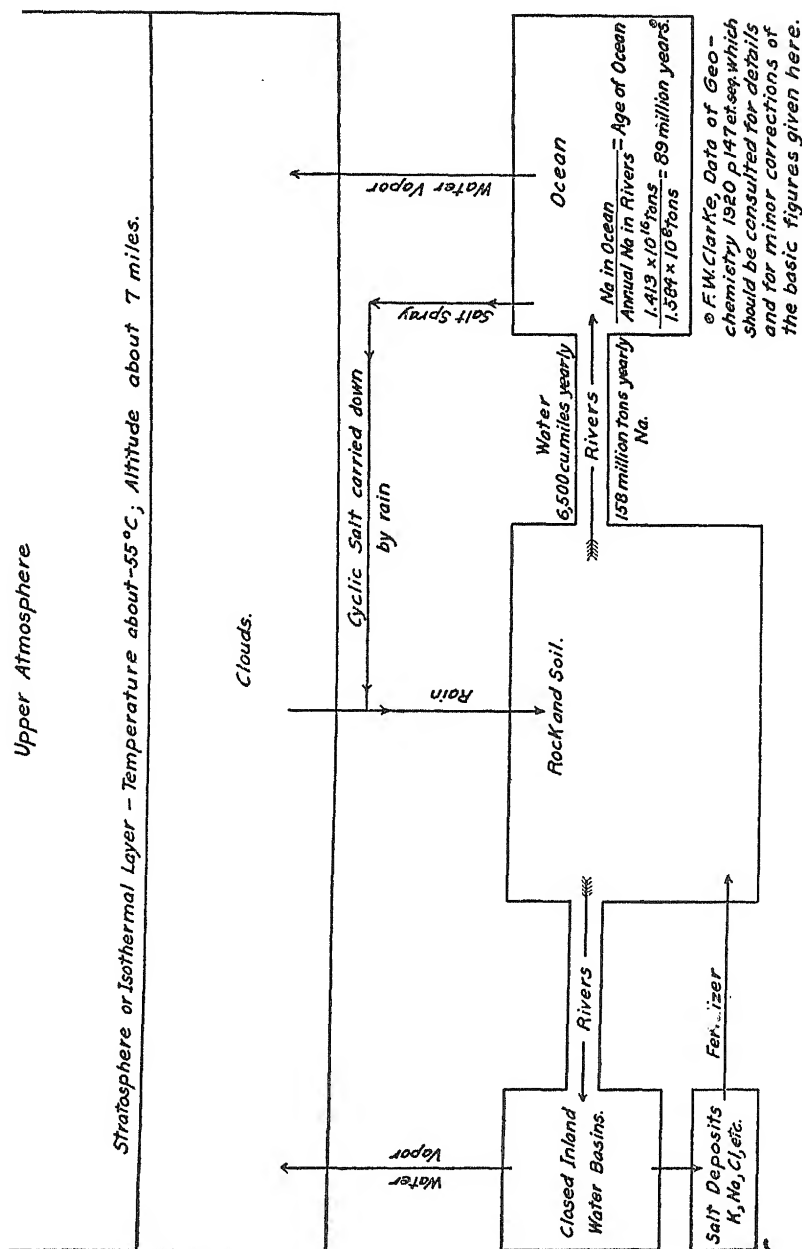 Upper Atmosphere
Stratosphere or Isothermal Layer - Temperature about -55°C; Altitude about 7 miles.
Clouds.
Water
Vapor
Rain
Cyclic Salt carried down
by rain
Salt Spray
Water Vapor
Closed Inland
Water Basins.
Rivers
Rock and Soil.
Water
6,500 cu. miles yearly
Rivers
158 million tons yearly
Na.
Ocean
Na in Ocean
Annual Na in Rivers
= Age of Ocean
1.413 × 10¹⁶ tons
1.584 × 10⁸ tons
= 89 million years.⊙
Salt Deposits
K, Na, Cl, etc.
⊙ F.W. Clarke, Data of Geo-
chemistry 1920 p 147 et. seq. which
should be consulted for details
and for minor corrections of
the basic figures given here.